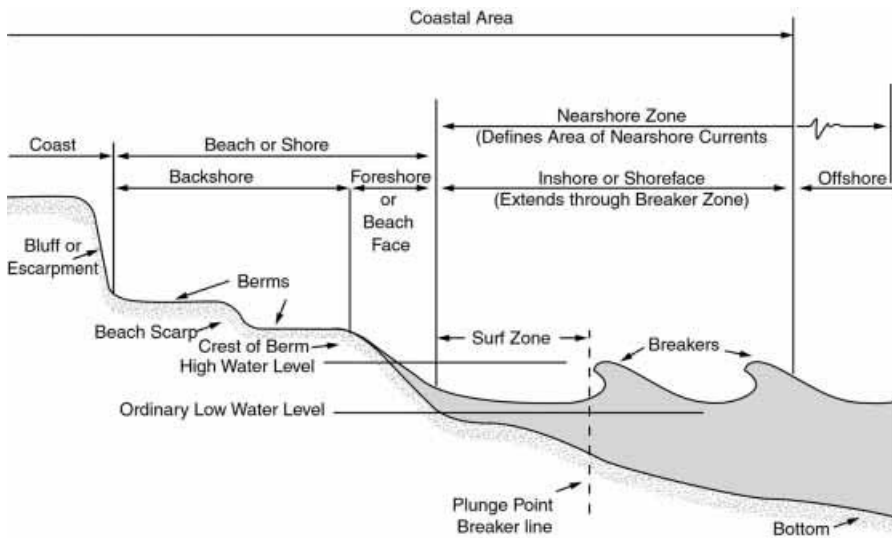 Coastal Area
Nearshore Zone
(Defines Area of Nearshore Currents
Coast
Beach or Shore
Backshore
Foreshore
or
Beach
Face
Inshore or Shoreface
(Extends through Breaker Zone)
Offshore
Bluff or
Escarpment
Berms
Beach Scarp
Crest of Berm
High Water Level
Surf Zone
Breakers
Ordinary Low Water Level
Plunge Point
Breaker line
Bottom